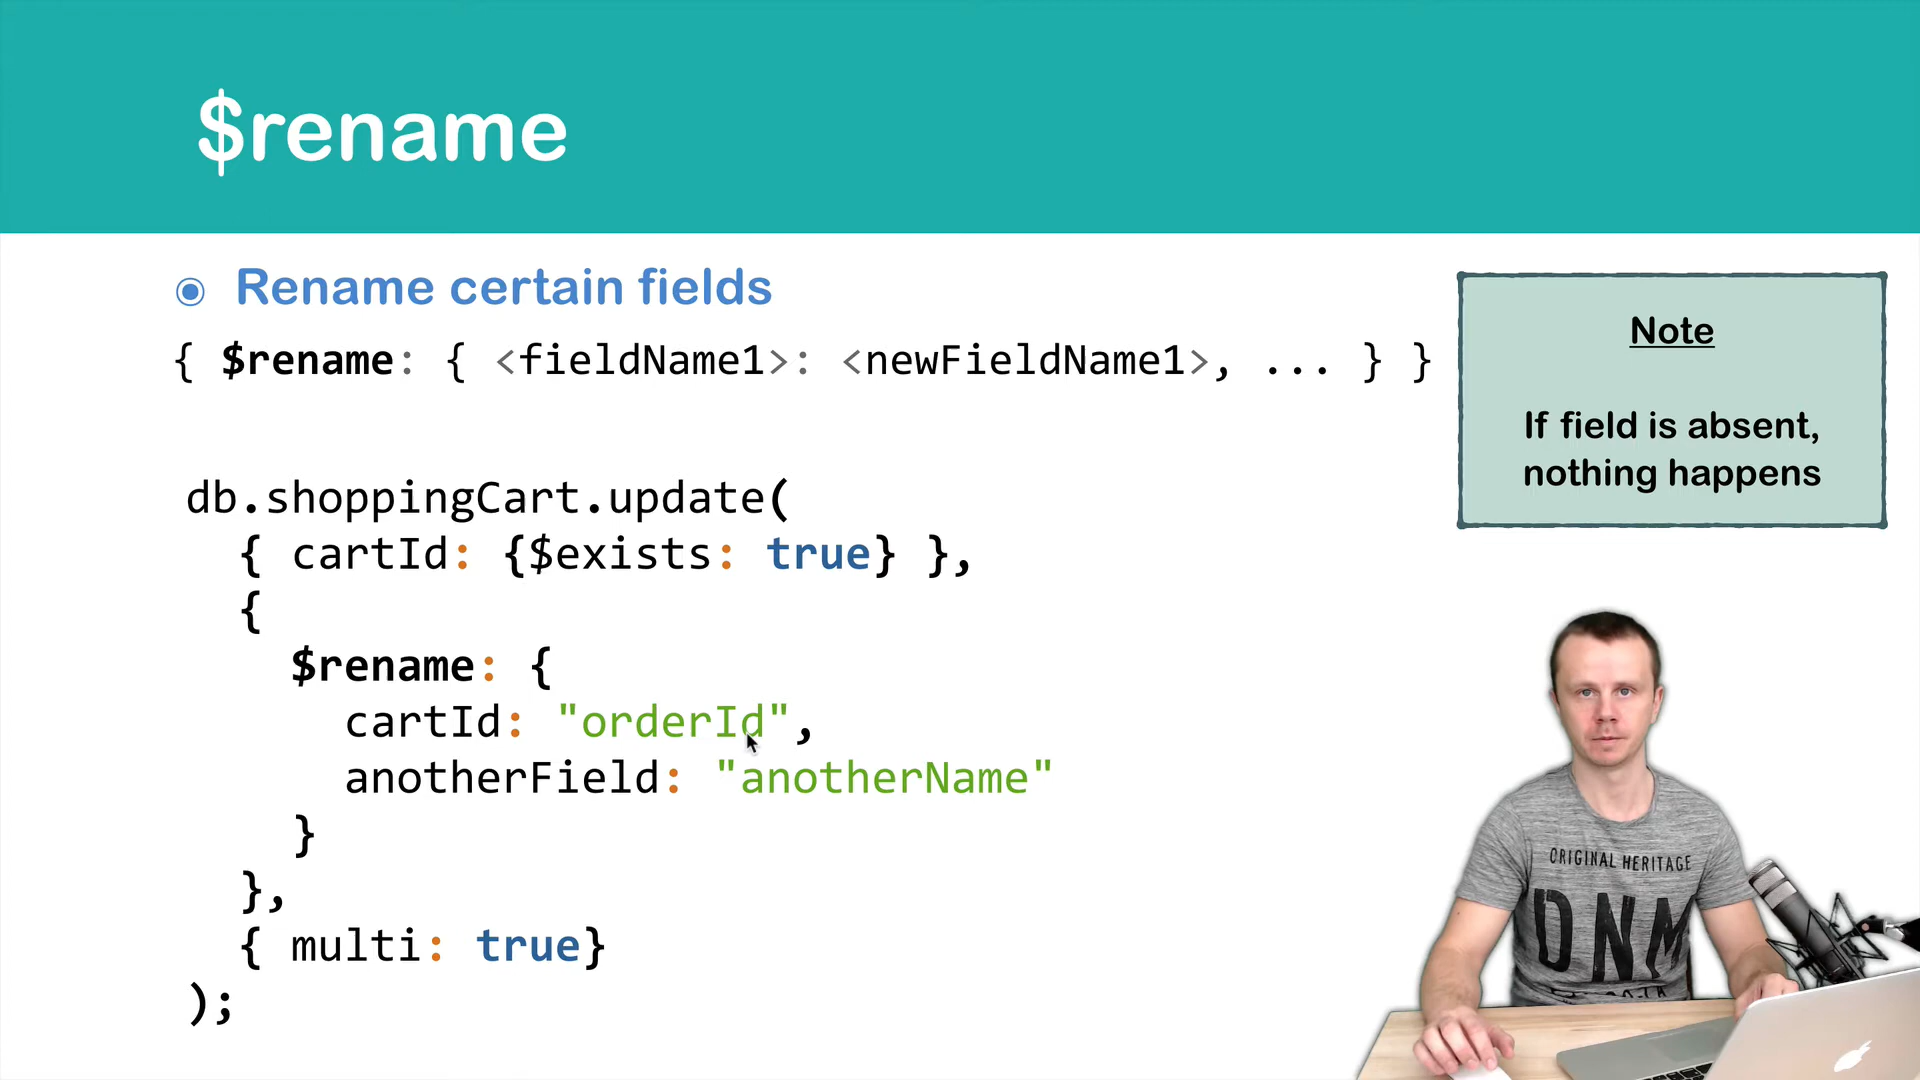 $rename
Rename certain fields
{ $rename: { <fieldName1>: <newFieldName1>, ... } }
Note
If field is absent,
nothing happens
db.shoppingCart.update(
{ cartId: {$exists: true} },
{
$rename: {
cartId: "orderId",
anotherField: "anotherName"
}
},
{ multi: true}
);
ORIGINAL HERITAGE
DNM